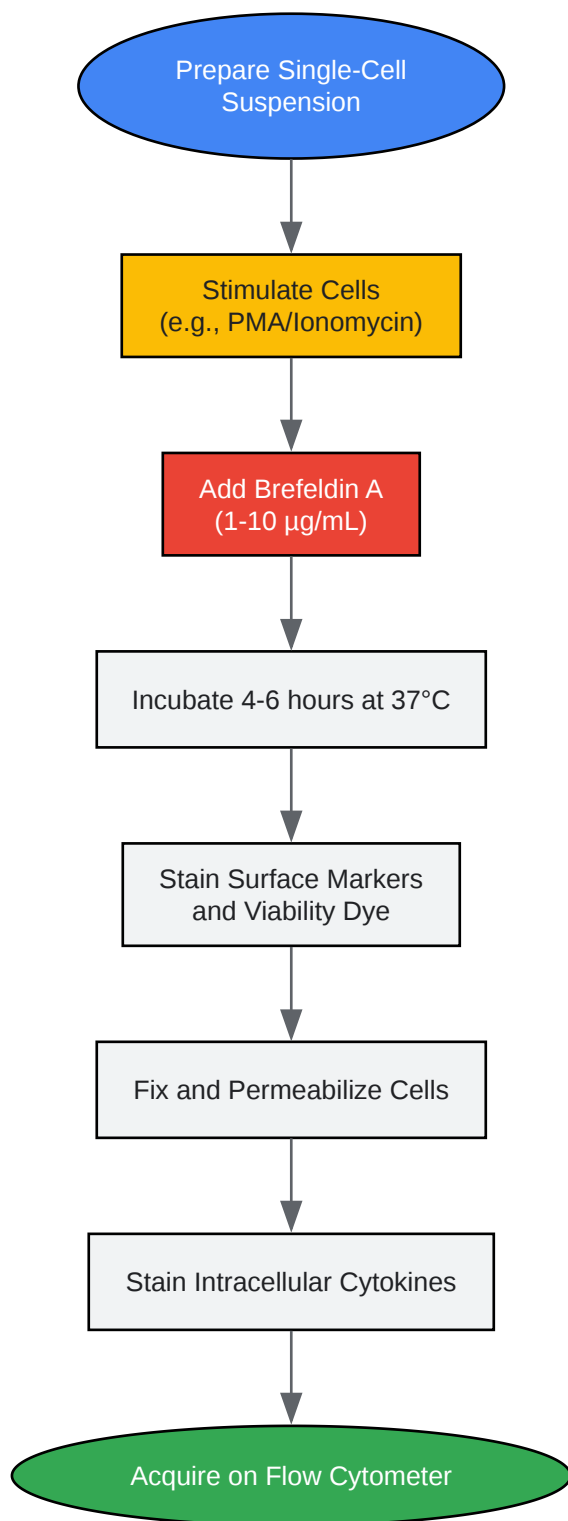 Prepare Single-Cell
Suspension
Stimulate Cells
(e.g., PMA/Ionomycin)
Add Brefeldin A
(1-10 µg/mL)
Incubate 4-6 hours at 37°C
Stain Surface Markers
and Viability Dye
Fix and Permeabilize Cells
Stain Intracellular Cytokines
Acquire on Flow Cytometer